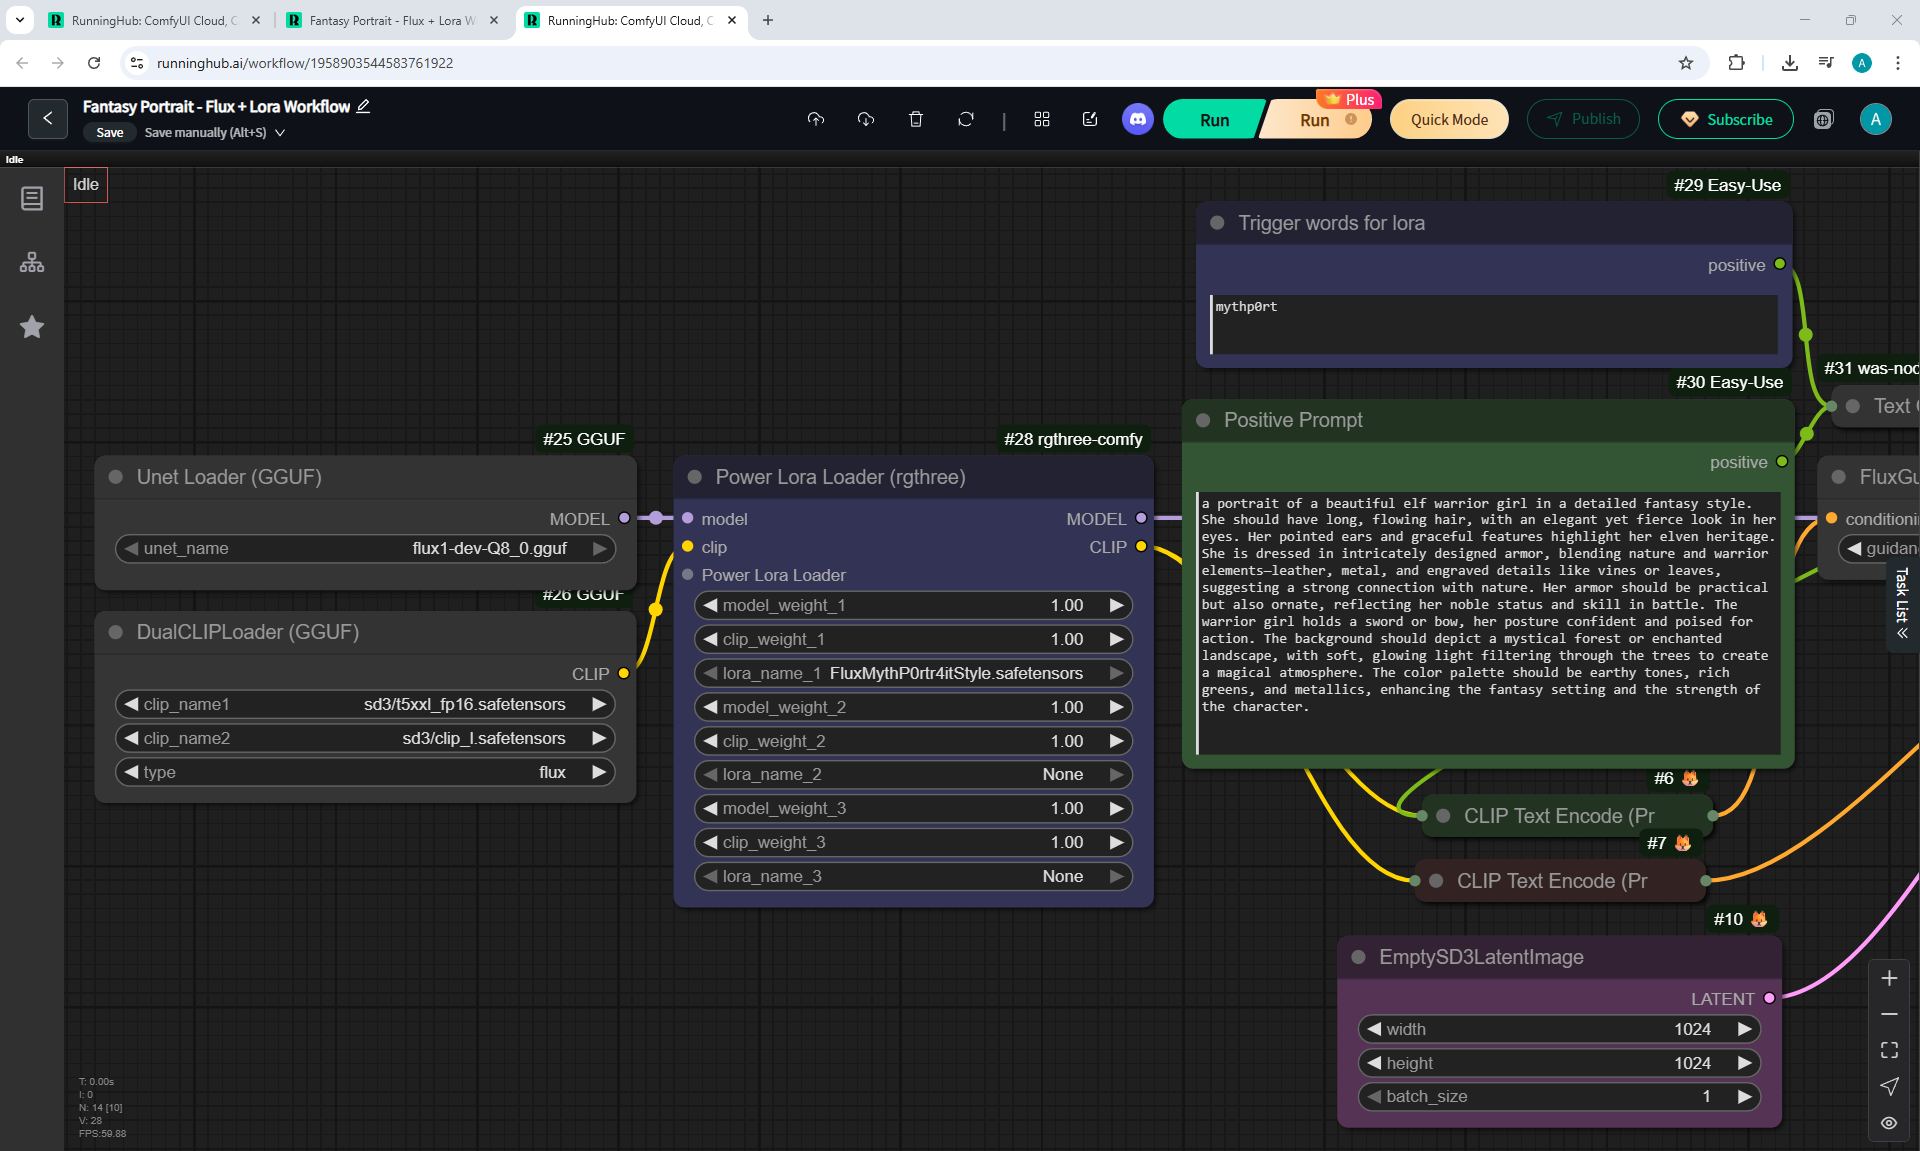 RunningHub: ComfyUI Cloud, C
Fantasy Portrait - Flux + Lora W
RunningHub: ComfyUI Cloud, C
runninghub.ai/workflow/1958903544583761922
A
Fantasy Portrait - Flux + Lora Workflow
Save
Save manually (Alt+S)
Run
Run
Plus
Quick Mode
Publish
Subscribe
A
Idle
Idle
#29 Easy-Use
Trigger words for lora
positive
mythp0rt
#30 Easy-Use
Positive Prompt
positive
a portrait of a beautiful elf warrior girl in a detailed fantasy style.
She should have long, flowing hair, with an elegant yet fierce look in her
eyes. Her pointed ears and graceful features highlight her elven heritage.
She is dressed in intricately designed armor, blending nature and warrior
elements—leather, metal, and engraved details like vines or leaves,
suggesting a strong connection with nature. Her armor should be practical
but also ornate, reflecting her noble status and skill in battle. The
warrior girl holds a sword or bow, her posture confident and poised for
action. The background should depict a mystical forest or enchanted
landscape, with soft, glowing light filtering through the trees to create
a magical atmosphere. The color palette should be earthy tones, rich
greens, and metallics, enhancing the fantasy setting and the strength of
the character.
#31 was-nod
Text C
FluxGu
conditioni
guidan
Task List
#25 GGUF
Unet Loader (GGUF)
MODEL
unet_name flux1-dev-Q8_0.gguf
#26 GGUF
DualCLIPLoader (GGUF)
CLIP
clip_name1 sd3/t5xxl_fp16.safetensors
clip_name2 sd3/clip_l.safetensors
type flux
#28 rgthree-comfy
Power Lora Loader (rgthree)
model MODEL
clip CLIP
Power Lora Loader
model_weight_1 1.00
clip_weight_1 1.00
lora_name_1 FluxMythP0rtr4itStyle.safetensors
model_weight_2 1.00
clip_weight_2 1.00
lora_name_2 None
model_weight_3 1.00
clip_weight_3 1.00
lora_name_3 None
#6
CLIP Text Encode (Pr
#7
CLIP Text Encode (Pr
#10
EmptySD3LatentImage
LATENT
width 1024
height 1024
batch_size 1
T: 0.00s
I: 0
N: 14 [10]
V: 28
FPS:59.88